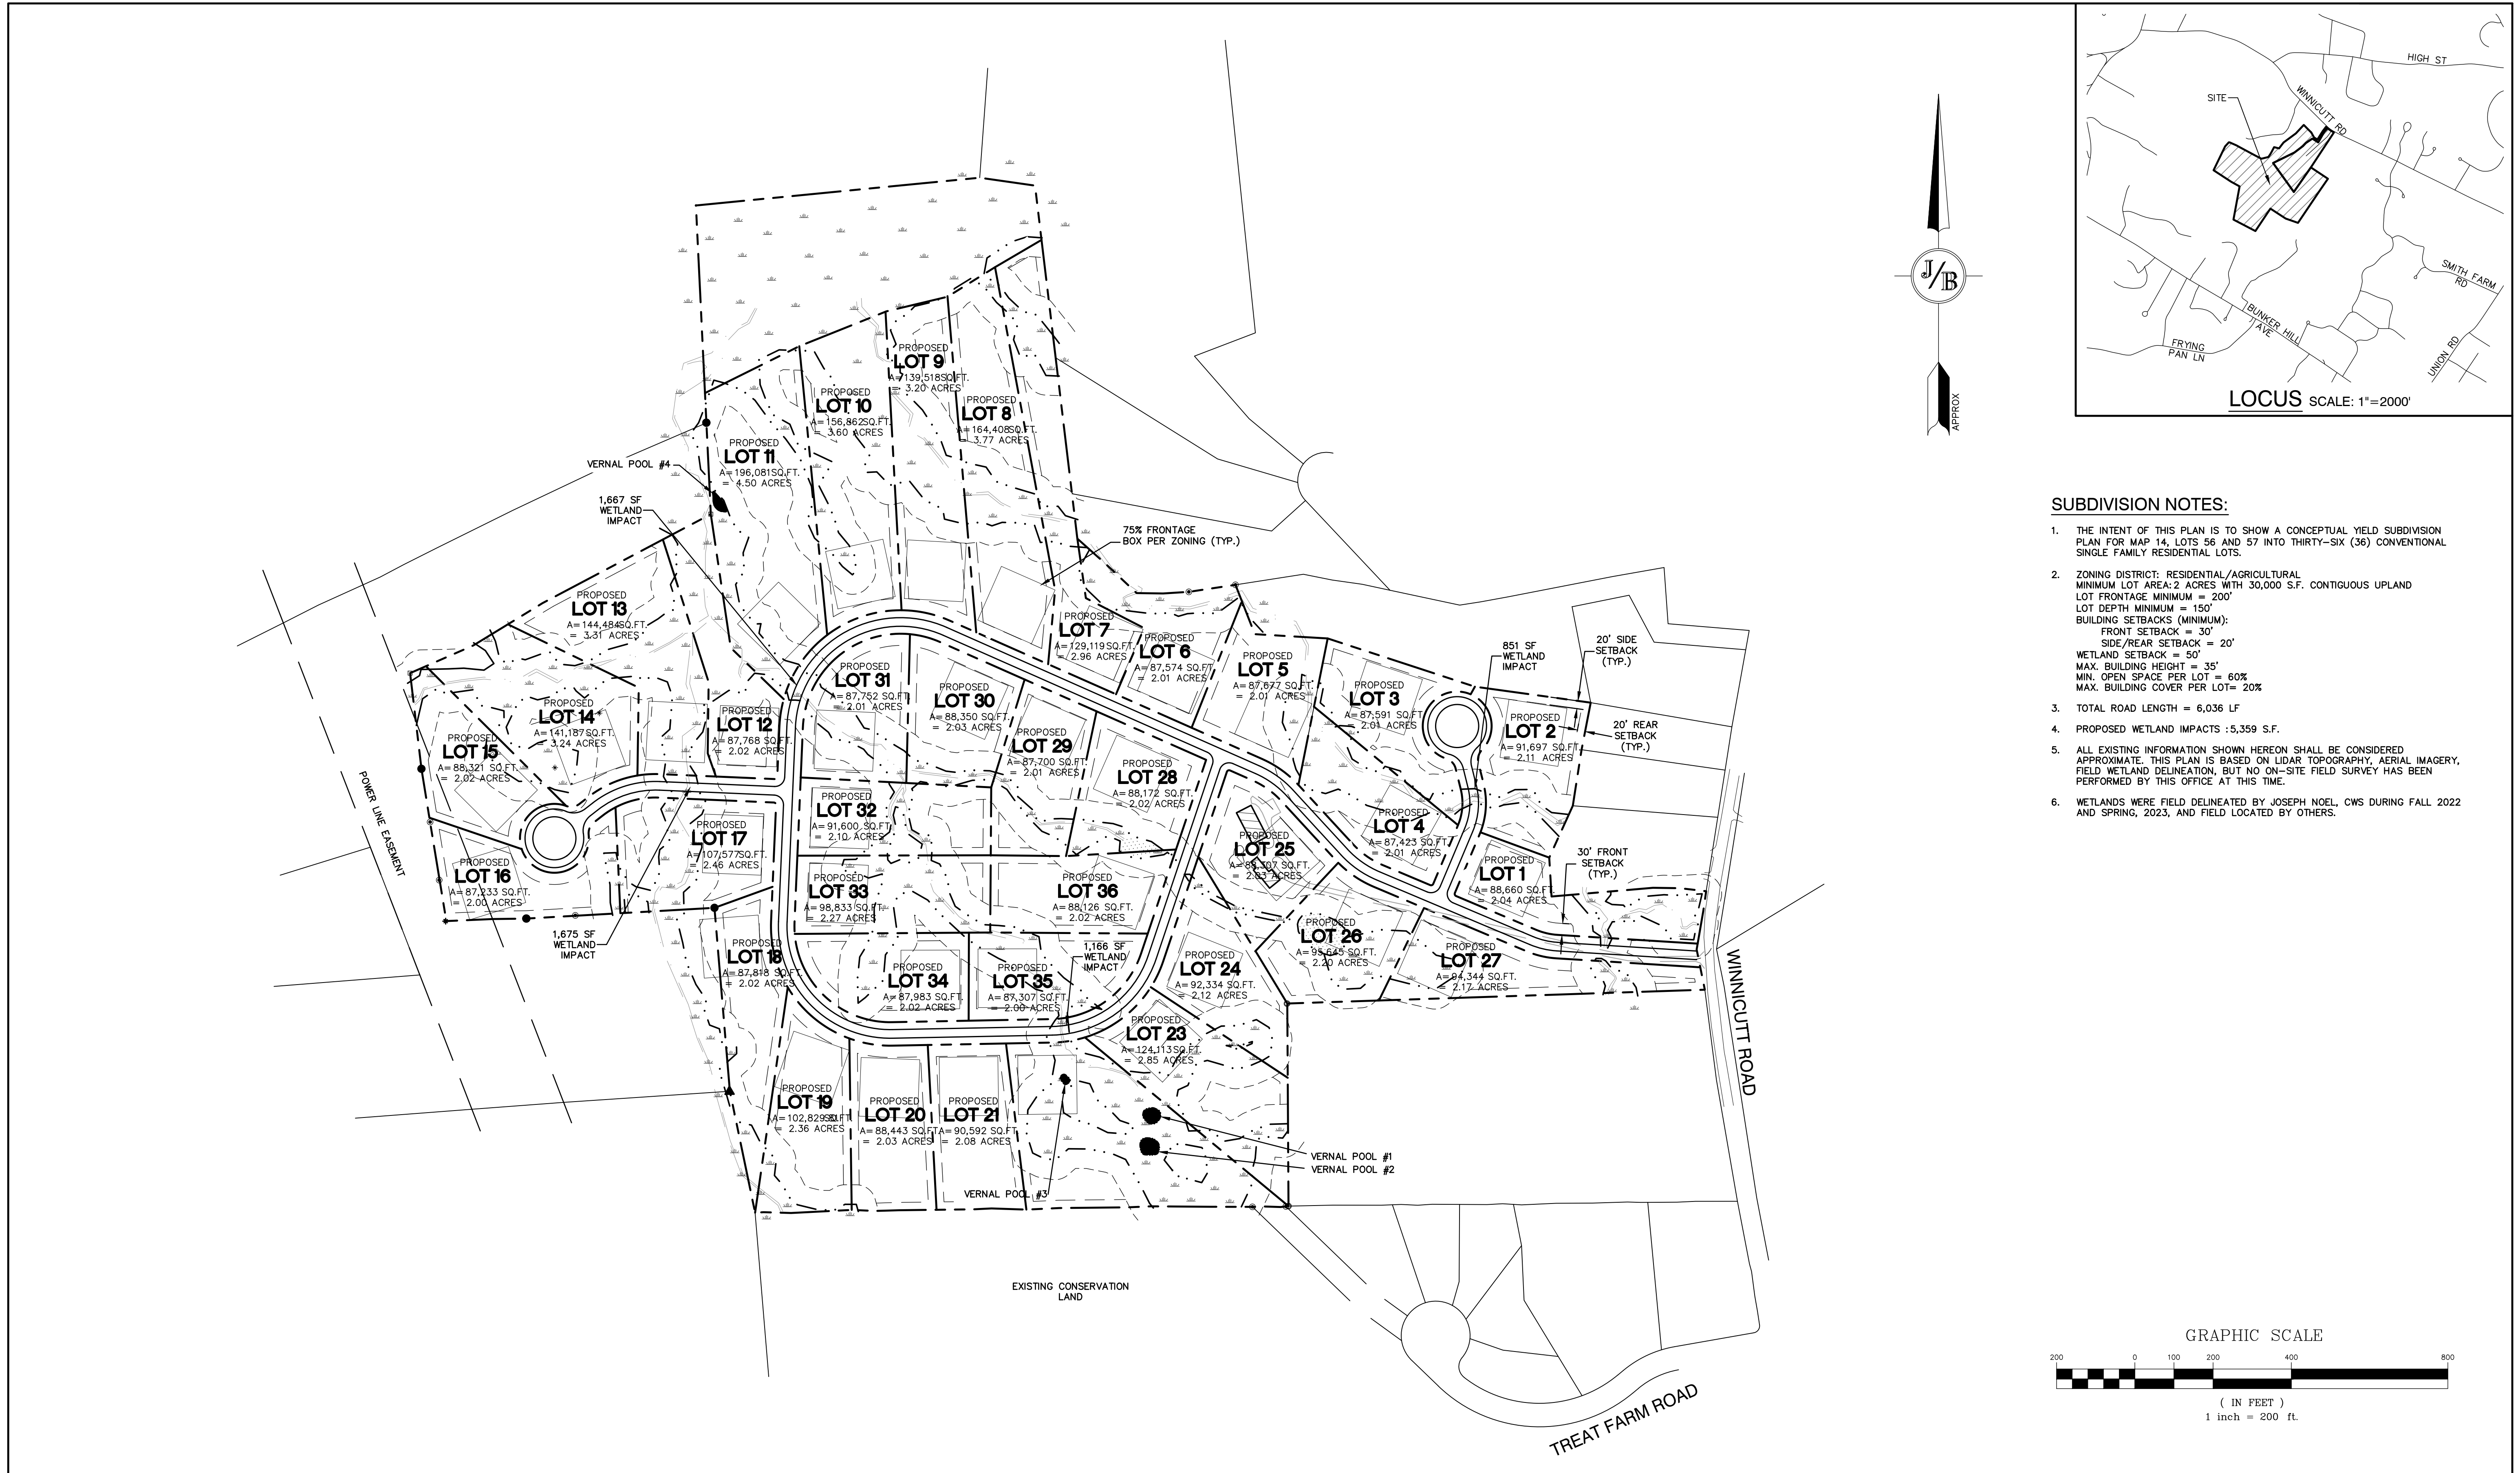 HIGH ST
SITE
WINNICUTT RD
SMITH FARM
RD
BUNKER HILL
AVE
FRYING
PAN LN
UNION RD
LOCUS SCALE: 1"=2000'
J/B
APPROX
SUBDIVISION NOTES:
1. THE INTENT OF THIS PLAN IS TO SHOW A CONCEPTUAL YIELD SUBDIVISION
PLAN FOR MAP 14, LOTS 56 AND 57 INTO THIRTY-SIX (36) CONVENTIONAL
SINGLE FAMILY RESIDENTIAL LOTS.
2. ZONING DISTRICT: RESIDENTIAL/AGRICULTURAL
MINIMUM LOT AREA: 2 ACRES WITH 30,000 S.F. CONTIGUOUS UPLAND
LOT FRONTAGE MINIMUM = 200'
LOT DEPTH MINIMUM = 150'
BUILDING SETBACKS (MINIMUM):
FRONT SETBACK = 30'
SIDE/REAR SETBACK = 20'
WETLAND SETBACK = 50'
MAX. BUILDING HEIGHT = 35'
MIN. OPEN SPACE PER LOT = 60%
MAX. BUILDING COVER PER LOT= 20%
3. TOTAL ROAD LENGTH = 6,036 LF
4. PROPOSED WETLAND IMPACTS :5,359 S.F.
5. ALL EXISTING INFORMATION SHOWN HEREON SHALL BE CONSIDERED
APPROXIMATE. THIS PLAN IS BASED ON LIDAR TOPOGRAPHY, AERIAL IMAGERY,
FIELD WETLAND DELINEATION, BUT NO ON-SITE FIELD SURVEY HAS BEEN
PERFORMED BY THIS OFFICE AT THIS TIME.
6. WETLANDS WERE FIELD DELINEATED BY JOSEPH NOEL, CWS DURING FALL 2022
AND SPRING, 2023, AND FIELD LOCATED BY OTHERS.
PROPOSED
LOT 9
A=139,518SQ.FT.
= 3.20 ACRES
PROPOSED
LOT 10
A=156,862SQ.FT.
= 3.60 ACRES
PROPOSED
LOT 8
A=164,408SQ.FT.
= 3.77 ACRES
PROPOSED
LOT 11
A=196,081SQ.FT.
= 4.50 ACRES
VERNAL POOL #4
1,667 SF
WETLAND
IMPACT
75% FRONTAGE
BOX PER ZONING (TYP.)
PROPOSED
LOT 13
A=144,484SQ.FT.
= 3.31 ACRES
PROPOSED
LOT 7
A=129,119SQ.FT.
= 2.96 ACRES
PROPOSED
LOT 6
A=87,574 SQ.FT.
= 2.01 ACRES
PROPOSED
LOT 5
A=87,677 SQ.FT.
= 2.01 ACRES
PROPOSED
LOT 3
A=87,591 SQ.FT.
= 2.01 ACRES
851 SF
WETLAND
IMPACT
20' SIDE
SETBACK
(TYP.)
PROPOSED
LOT 2
A=91,697 SQ.FT.
= 2.11 ACRES
20' REAR
SETBACK
(TYP.)
PROPOSED
LOT 31
A=87,752 SQ.FT.
= 2.01 ACRES
PROPOSED
LOT 30
A=88,350 SQ.FT.
= 2.03 ACRES
PROPOSED
LOT 14
A=141,187SQ.FT.
= 3.24 ACRES
PROPOSED
LOT 12
A=87,768 SQ.FT.
= 2.02 ACRES
PROPOSED
LOT 15
A=88,321 SQ.FT.
= 2.02 ACRES
PROPOSED
LOT 29
A=87,700 SQ.FT.
= 2.01 ACRES
PROPOSED
LOT 28
A=88,172 SQ.FT.
= 2.02 ACRES
POWER LINE EASEMENT
PROPOSED
LOT 32
A=91,600 SQ.FT.
= 2.10 ACRES
PROPOSED
LOT 17
A=107,577SQ.FT.
= 2.46 ACRES
PROPOSED
LOT 25
= 2.03 ACRES
PROPOSED
LOT 4
A=87,423 SQ.FT.
= 2.01 ACRES
30' FRONT
SETBACK
(TYP.)
PROPOSED
LOT 1
A=88,660 SQ.FT.
= 2.04 ACRES
PROPOSED
LOT 16
A=87,233 SQ.FT.
= 2.00 ACRES
PROPOSED
LOT 33
A=98,833 SQ.FT.
= 2.27 ACRES
PROPOSED
LOT 36
A=88,126 SQ.FT.
= 2.02 ACRES
1,675 SF
WETLAND
IMPACT
PROPOSED
LOT 18
A=87,818 SQ.FT.
= 2.02 ACRES
1,166 SF
WETLAND
IMPACT
PROPOSED
LOT 26
A=95,645 SQ.FT.
= 2.20 ACRES
PROPOSED
LOT 27
A=94,344 SQ.FT.
= 2.17 ACRES
PROPOSED
LOT 34
A=87,983 SQ.FT.
= 2.02 ACRES
PROPOSED
LOT 35
A=87,307 SQ.FT.
= 2.00 ACRES
PROPOSED
LOT 24
A=92,334 SQ.FT.
= 2.12 ACRES
WINNICUTT ROAD
PROPOSED
LOT 23
A=124,113SQ.FT.
= 2.85 ACRES
PROPOSED
LOT 19
= 2.36 ACRES
PROPOSED
LOT 20
A=88,443 SQ.FT.
= 2.03 ACRES
PROPOSED
LOT 21
A=90,592 SQ.FT.
= 2.08 ACRES
VERNAL POOL #1
VERNAL POOL #2
VERNAL POOL #3
EXISTING CONSERVATION
LAND
TREAT FARM ROAD
GRAPHIC SCALE
200 0 100 200 400 800
( IN FEET )
1 inch = 200 ft.